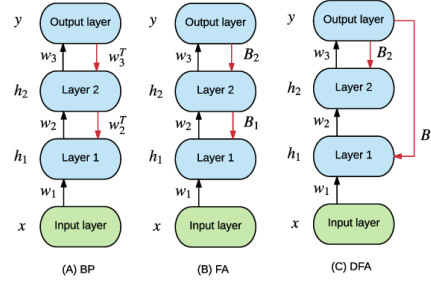 y Output layer
w₃ w₃ᵀ
h₂ Layer 2
w₂ w₂ᵀ
h₁ Layer 1
w₁
x Input layer
(A) BP
y Output layer
w₃ B₂
h₂ Layer 2
w₂ B₁
h₁ Layer 1
w₁
x Input layer
(B) FA
y Output layer
w₃ B₂
h₂ Layer 2
w₂ B
h₁ Layer 1
w₁
x Input layer
(C) DFA